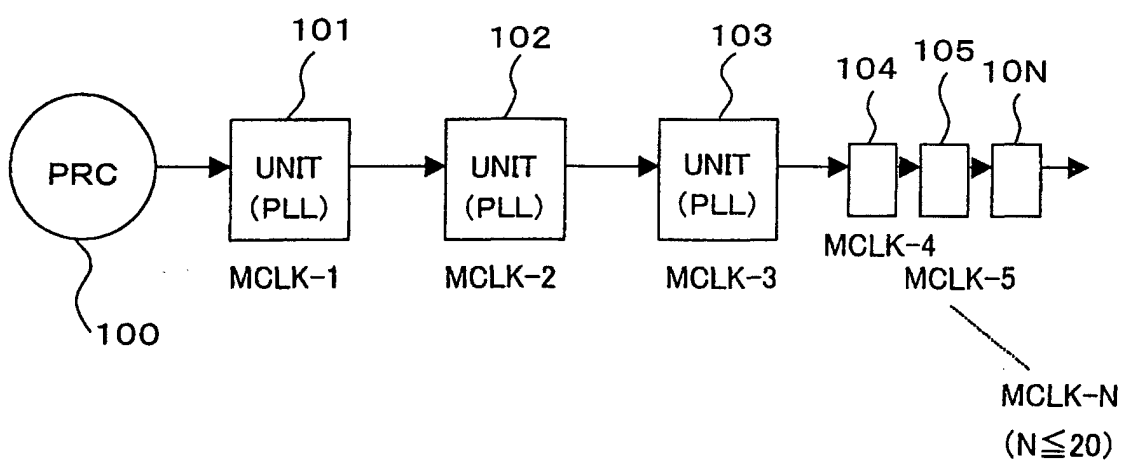 101
102
103
104
105
10N
PRC
UNIT
(PLL)
UNIT
(PLL)
UNIT
(PLL)
MCLK-1
MCLK-2
MCLK-3
MCLK-4
MCLK-5
100
MCLK-N
(N≦20)